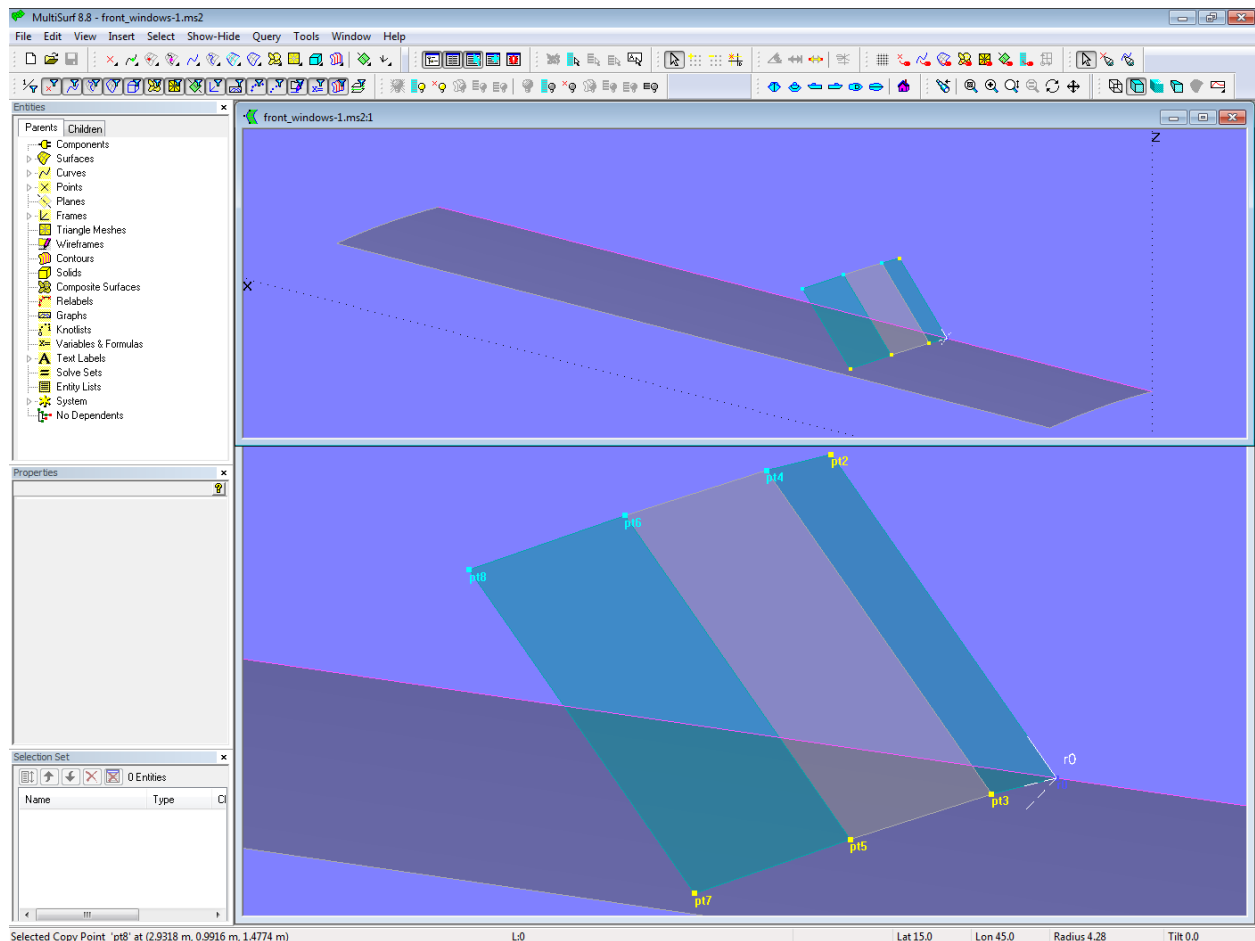 MultiSurf 8.8 - front_windows-1.ms2
File Edit View Insert Select Show-Hide Query Tools Window Help
Entities
Parents Children
Components
Surfaces
Curves
Points
Planes
Frames
Triangle Meshes
Wireframes
Contours
Solids
Composite Surfaces
Relabels
Graphs
Knotlists
Variables & Formulas
Text Labels
Solve Sets
Entity Lists
System
No Dependents
Properties
Selection Set
0 Entities
Name Type Cl
front_windows-1.ms2:1
Z
X
pt2
pt4
pt6
pt8
r0
pt3
pt5
pt7
Selected Copy Point 'pt8' at (2.9318 m, 0.9916 m, 1.4774 m) L:0 Lat 15.0 Lon 45.0 Radius 4.28 Tilt 0.0